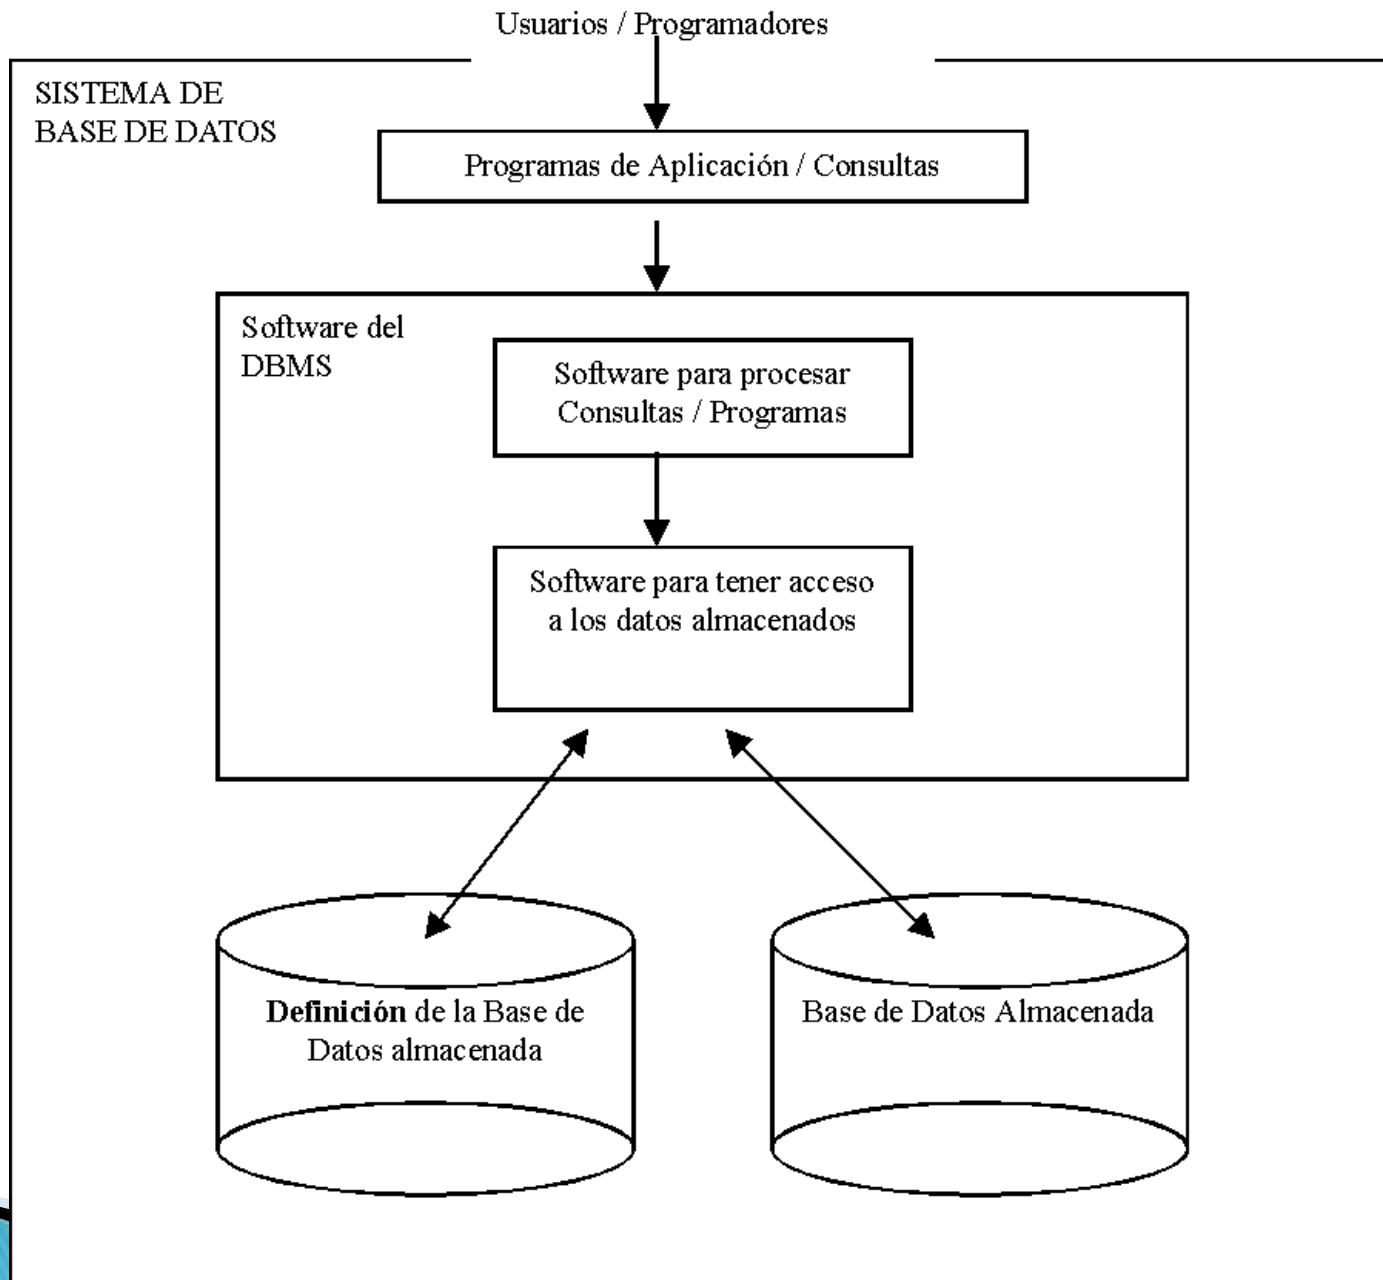 Usuarios / Programadores
SISTEMA DE
BASE DE DATOS
Programas de Aplicación / Consultas
Software del
DBMS
Software para procesar
Consultas / Programas
Software para tener acceso
a los datos almacenados
Definición de la Base de
Datos almacenada
Base de Datos Almacenada